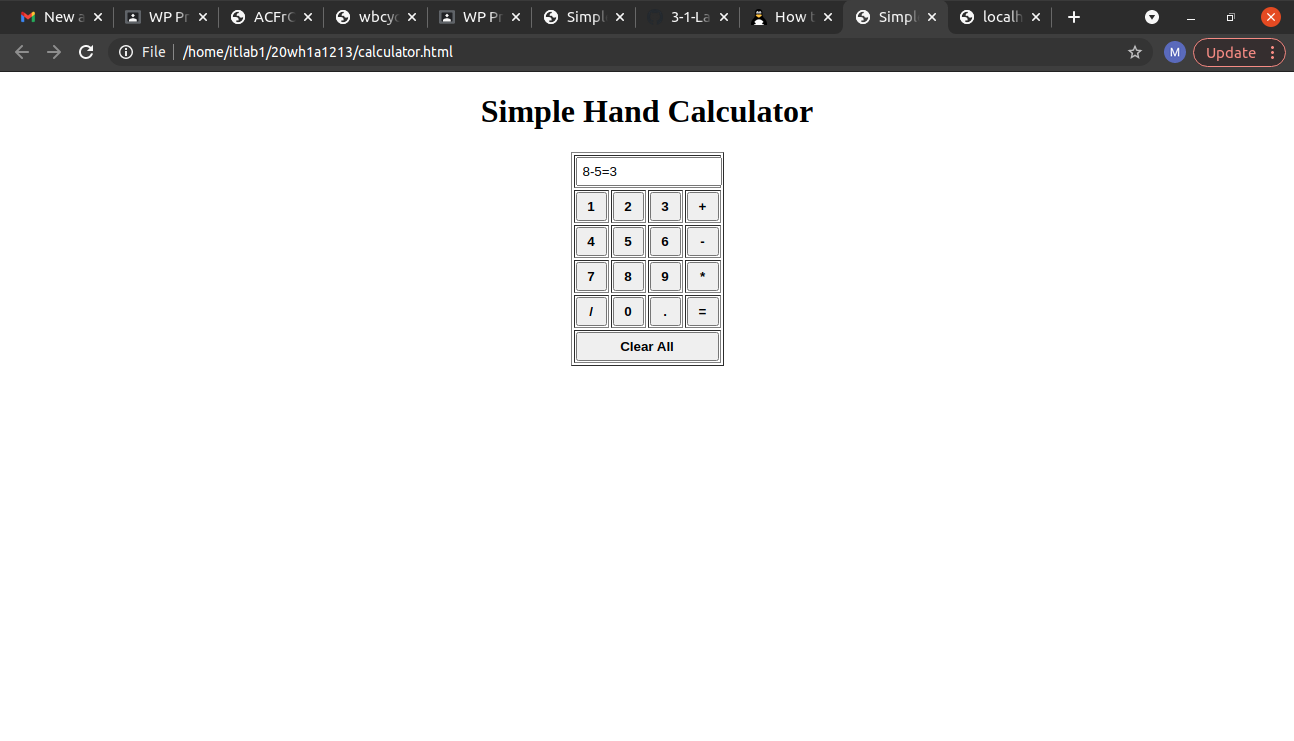 New a WP Pr ACFrC wbcyc WP Pr Simpl 3-1-La How t Simpl localh
File /home/itlab1/20wh1a1213/calculator.html M Update
Simple Hand Calculator
8-5=3
1 2 3 +
4 5 6 -
7 8 9 *
/ 0 . =
Clear All